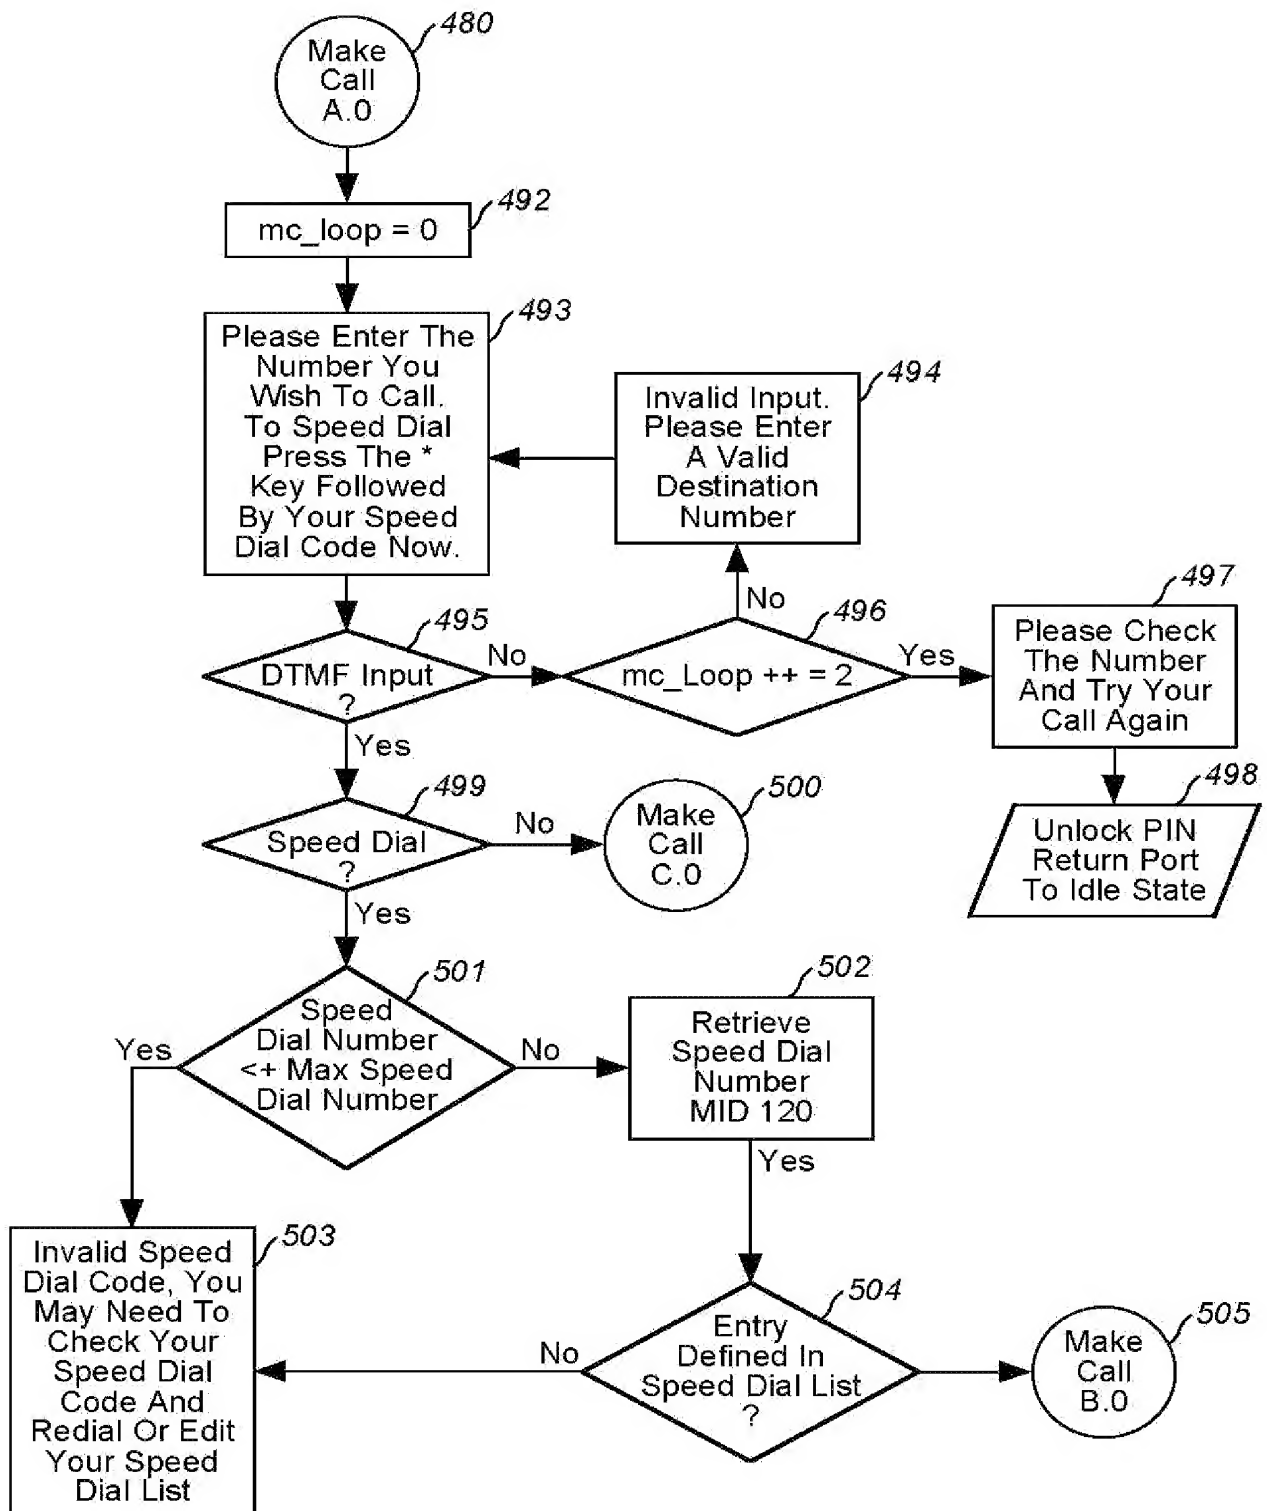 480
Make
Call
A.0
492
mc_loop = 0
493
Please Enter The
Number You
Wish To Call.
To Speed Dial
Press The *
Key Followed
By Your Speed
Dial Code Now.
494
Invalid Input.
Please Enter
A Valid
Destination
Number
No
495
DTMF Input
?
No
496
mc_Loop ++ = 2
Yes
497
Please Check
The Number
And Try Your
Call Again
498
Unlock PIN
Return Port
To Idle State
Yes
499
Speed Dial
?
No
500
Make
Call
C.0
Yes
501
Speed
Dial Number
<+ Max Speed
Dial Number
Yes
No
502
Retrieve
Speed Dial
Number
MID 120
Yes
503
Invalid Speed
Dial Code, You
May Need To
Check Your
Speed Dial
Code And
Redial Or Edit
Your Speed
Dial List
No
504
Entry
Defined In
Speed Dial List
?
505
Make
Call
B.0